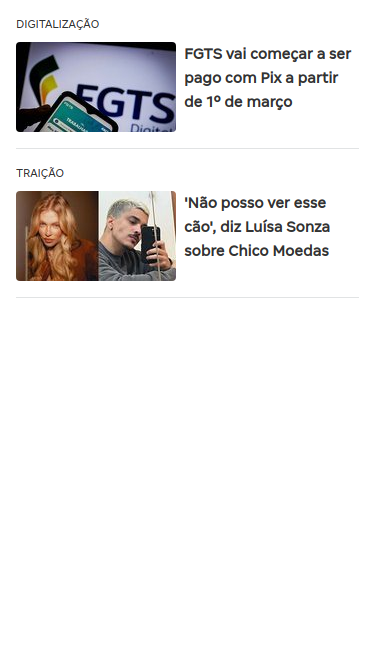 DIGITALIZAÇÃO
FGTS
Digital
FGTS vai começar a ser
pago com Pix a partir
de 1º de março
TRAIÇÃO
'Não posso ver esse
cão', diz Luísa Sonza
sobre Chico Moedas